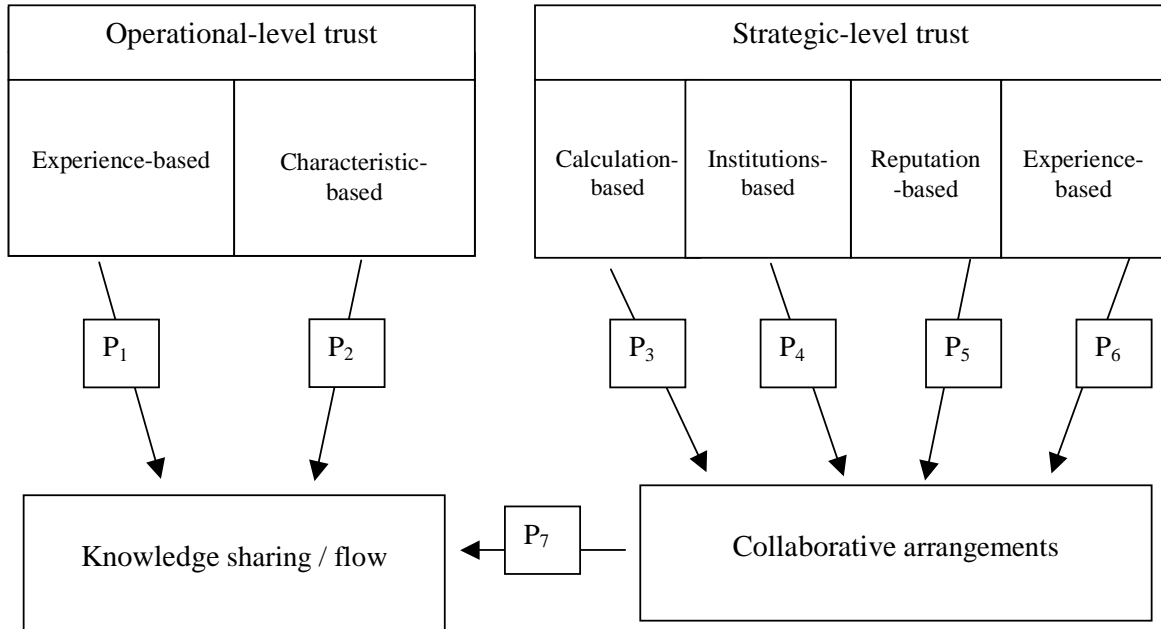 Operational-level trust
Strategic-level trust
Experience-based
Characteristic-
based
Calculation-
based
Institutions-
based
Reputation
-based
Experience-
based
P₁
P₂
P₃
P₄
P₅
P₆
Knowledge sharing / flow
P₇
Collaborative arrangements